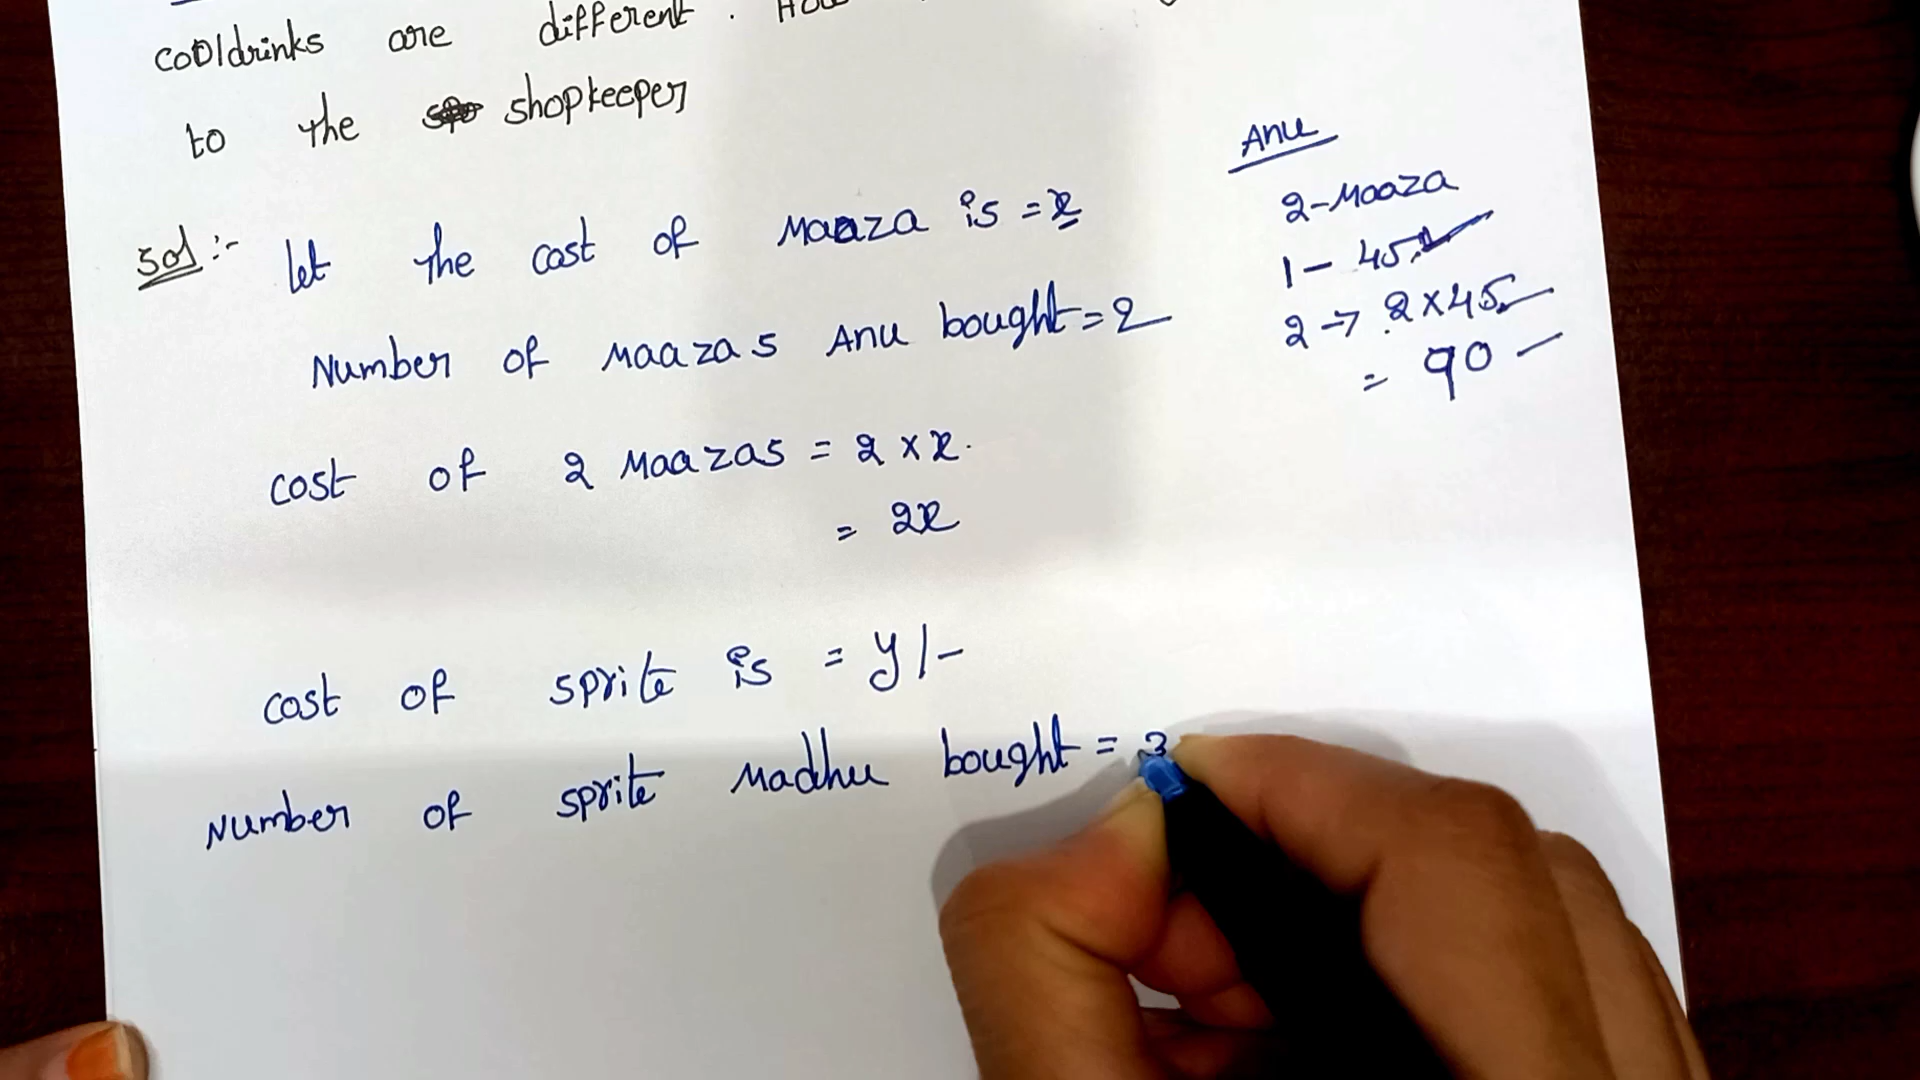 cooldrinks are different.
to the shopkeeper
Sol :- let the cost of Maaza is = x
Number of Maazas Anu bought = 2
cost of 2 Maazas = 2 x x.
= 2x
cost of sprite is = y/-
Number of sprite Madhu bought = 3
Anu
2-Maaza
1 - 45
2 → 2 x 45
= 90